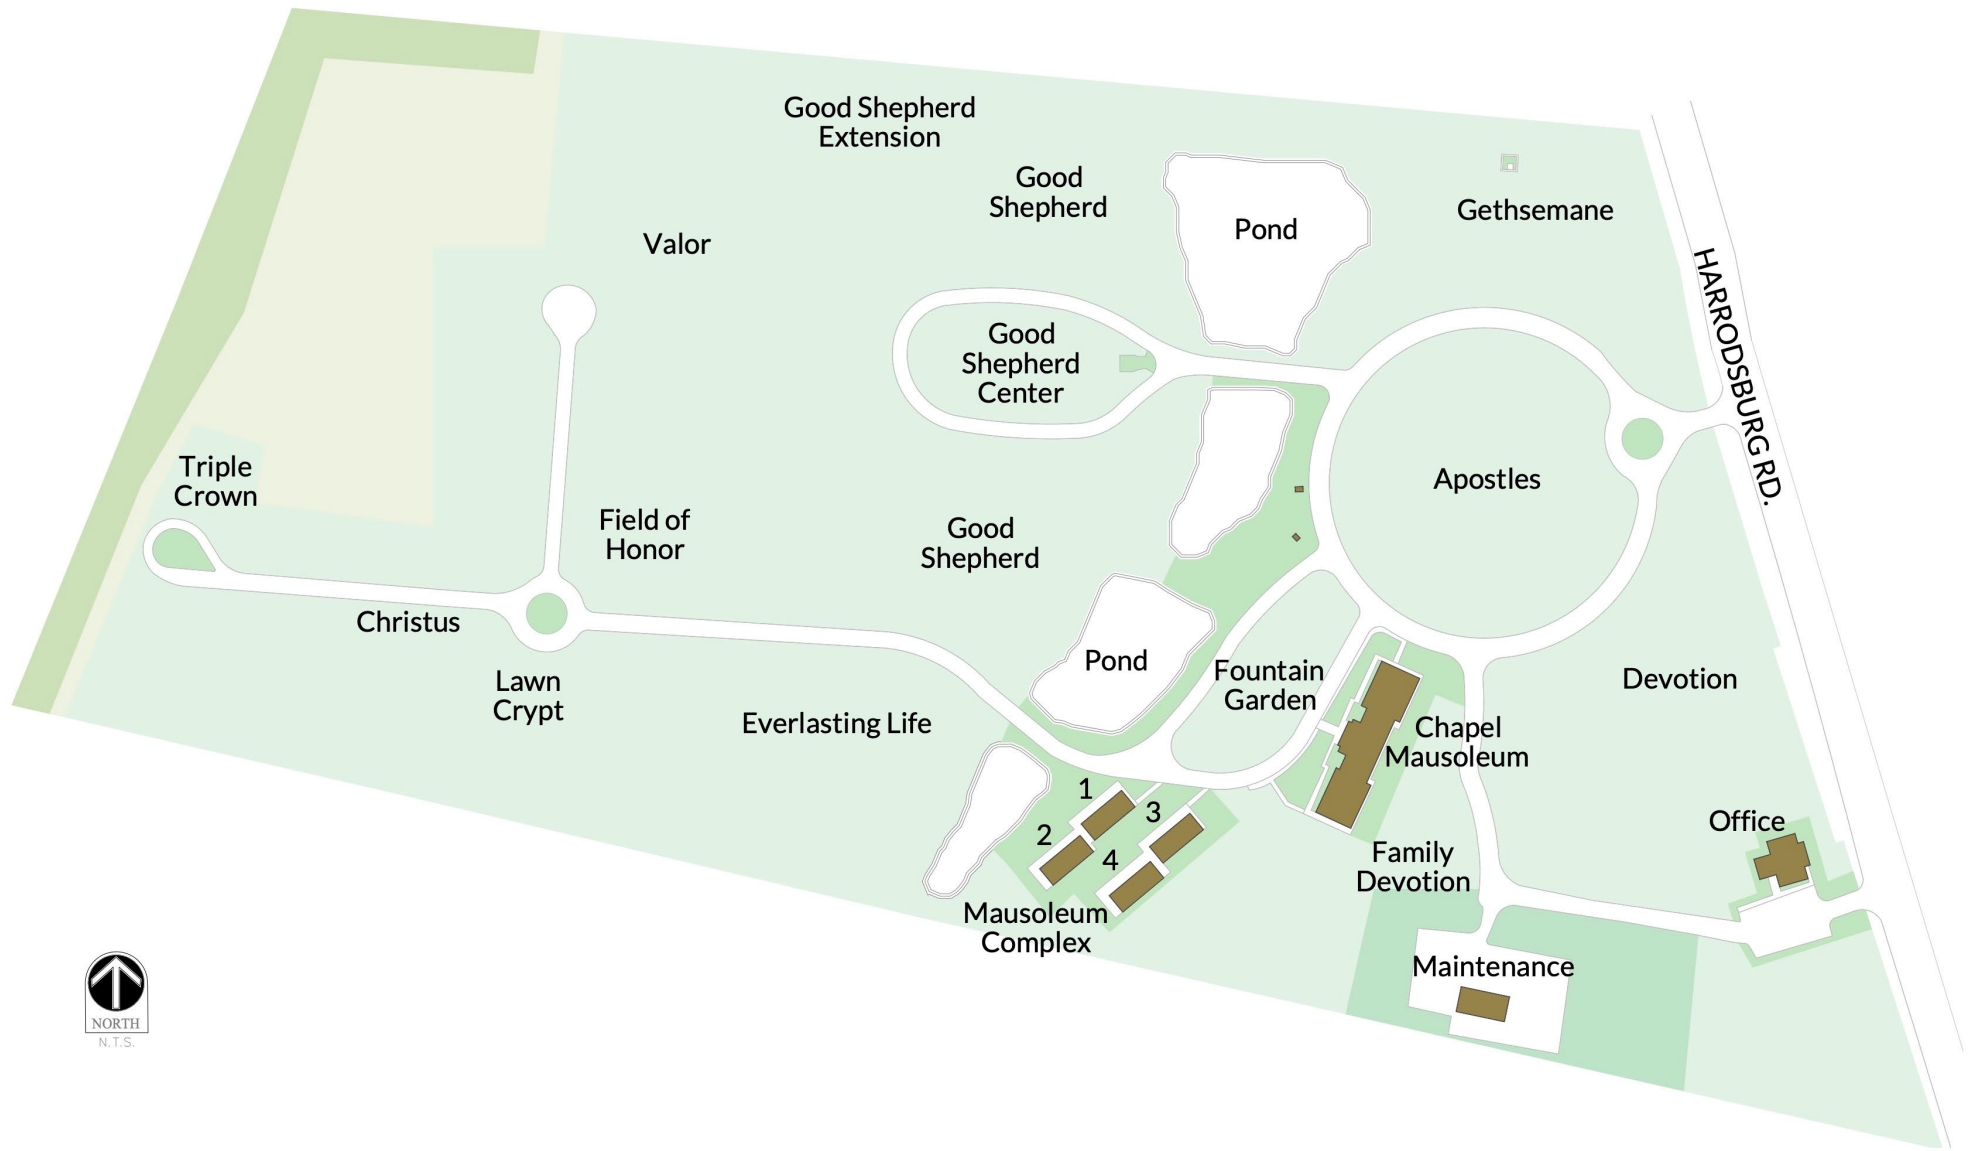 Good Shepherd
Extension
Good
Shepherd
Pond
Gethsemane
Valor
HARRODSBURG RD.
Good
Shepherd
Center
Triple
Crown
Apostles
Field of
Honor
Good
Shepherd
Christus
Pond
Fountain
Garden
Devotion
Lawn
Crypt
Everlasting Life
Chapel
Mausoleum
1
3
2
4
Office
Family
Devotion
Mausoleum
Complex
Maintenance
NORTH
N.T.S.